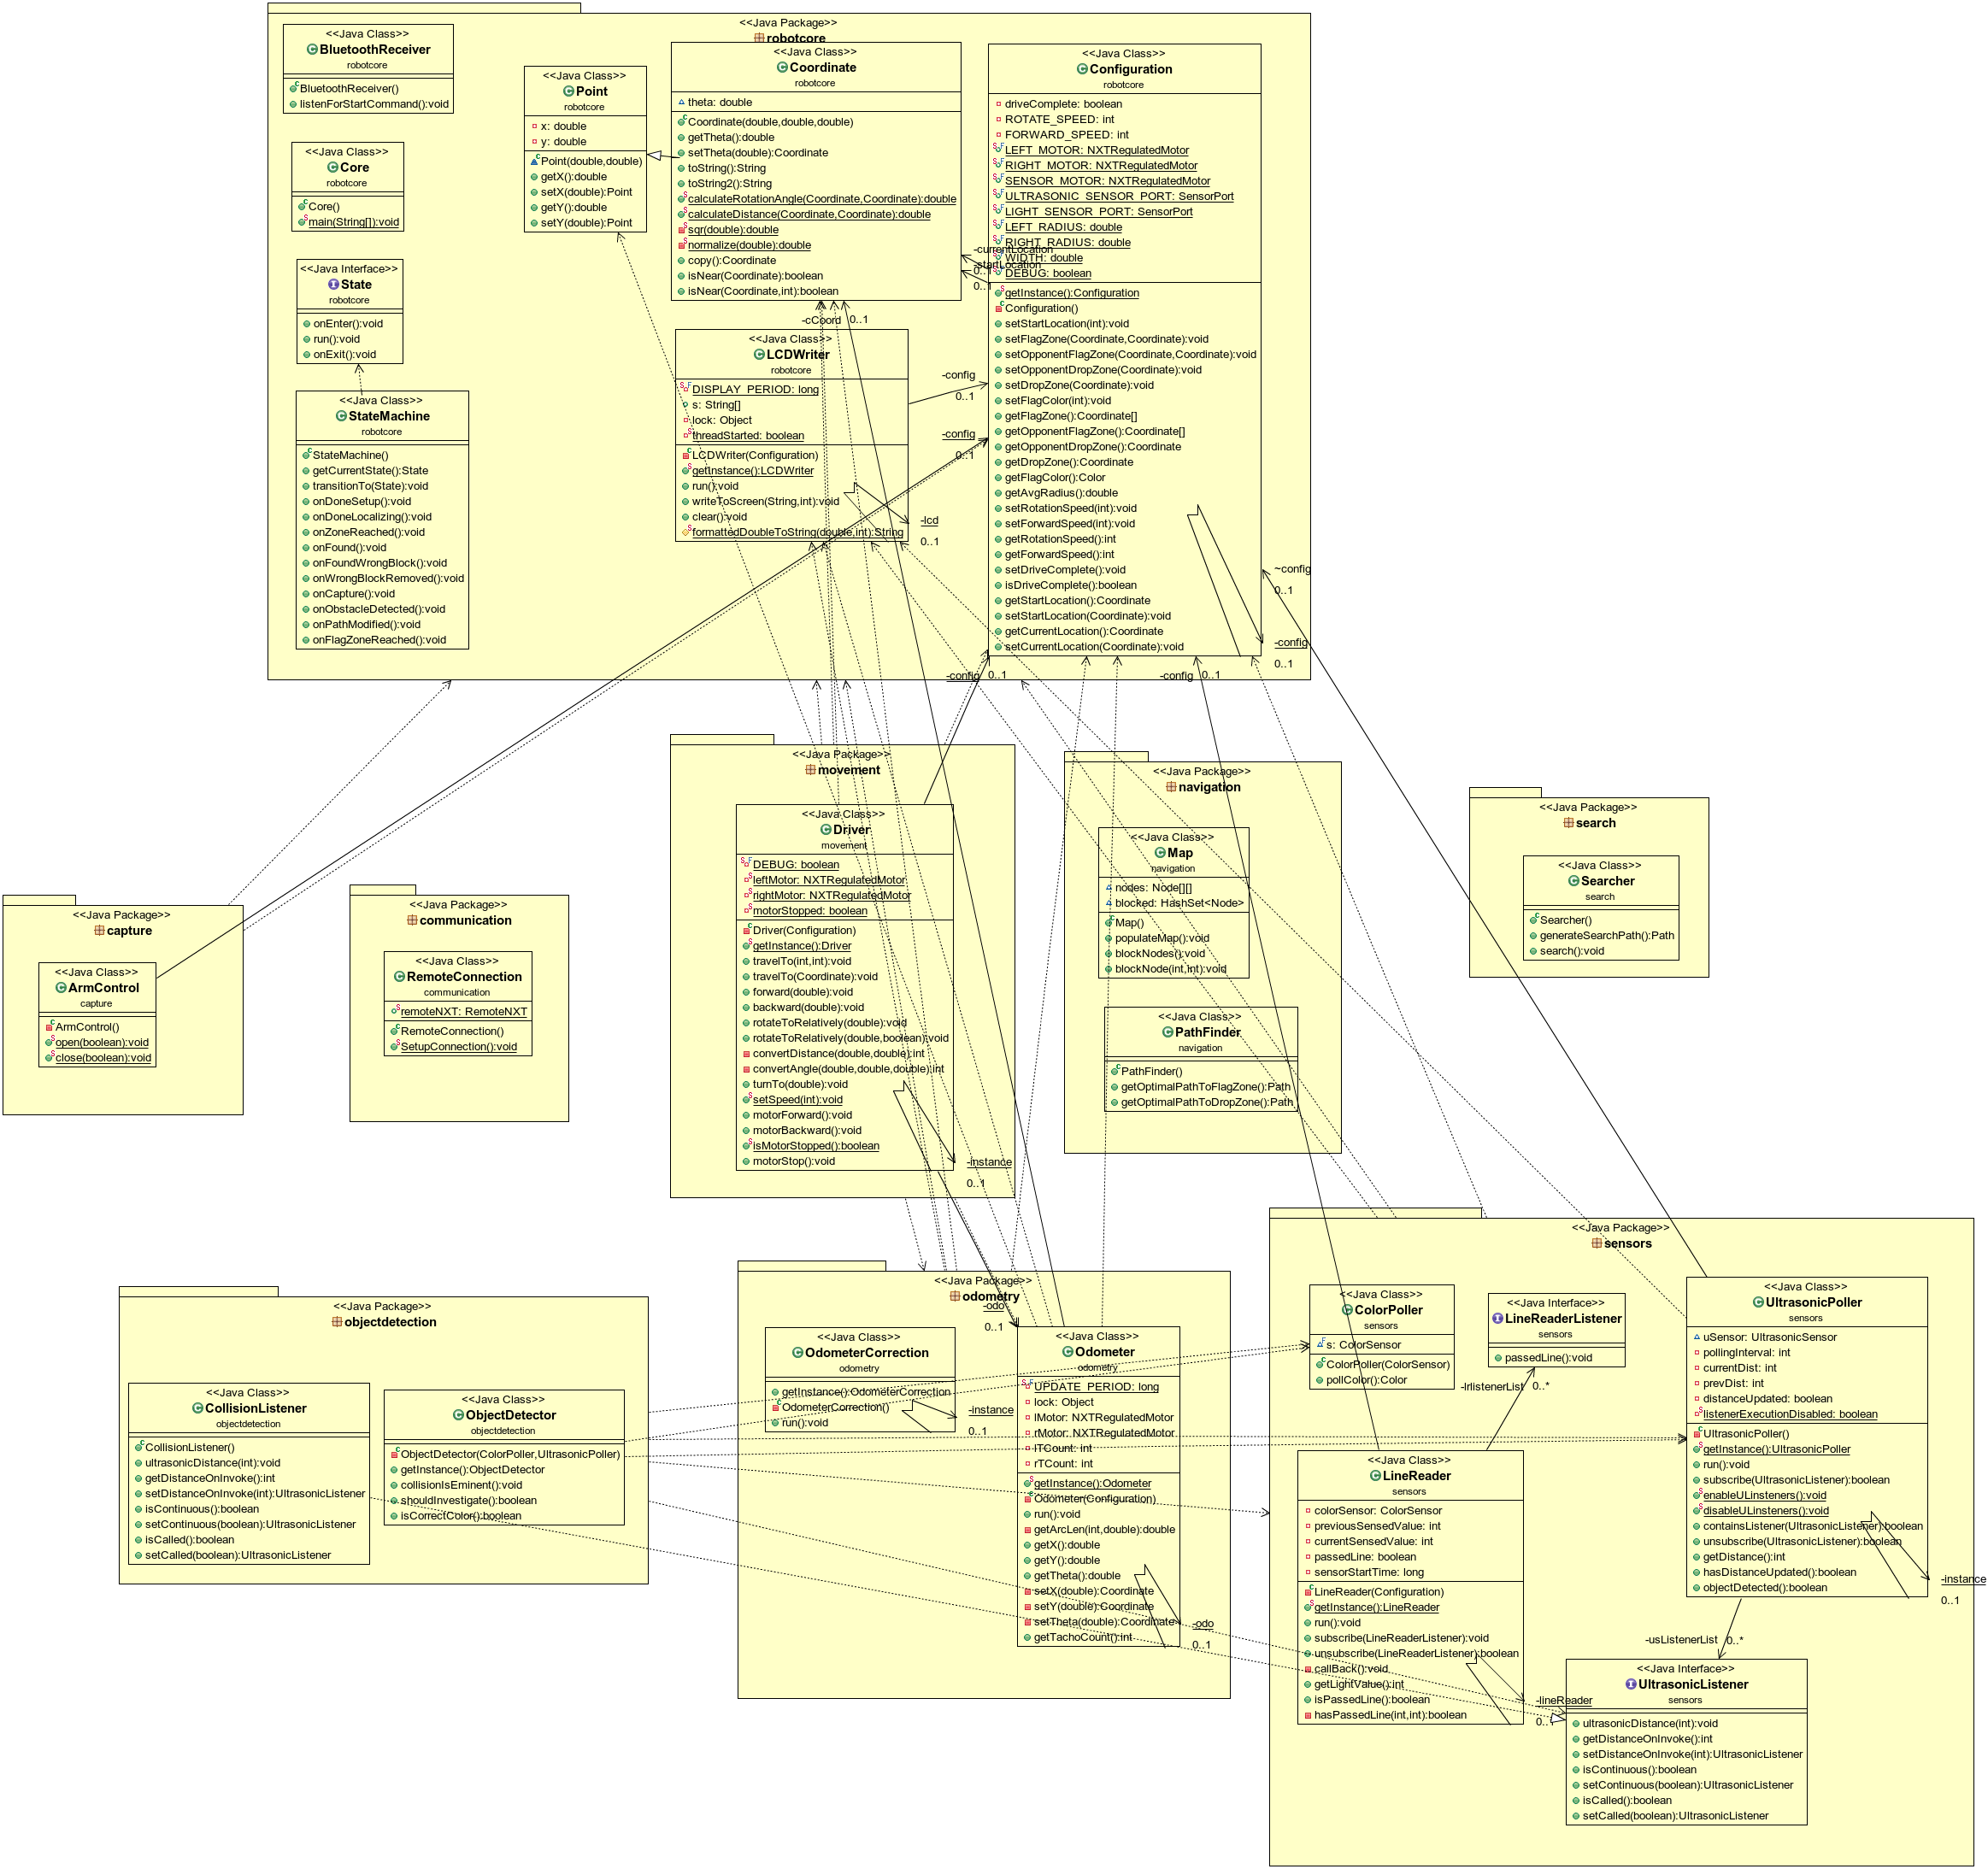 <<Java Package>>
robotcore
<<Java Class>>
BluetoothReceiver
robotcore
BluetoothReceiver()
listenForStartCommand():void
<<Java Class>>
Core
robotcore
Core()
main(String[]):void
<<Java Interface>>
State
robotcore
onEnter():void
run():void
onExit():void
<<Java Class>>
StateMachine
robotcore
StateMachine()
getCurrentState():State
transitionTo(State):void
onDoneSetup():void
onDoneLocalizing():void
onZoneReached():void
onFound():void
onFoundWrongBlock():void
onWrongBlockRemoved():void
onCapture():void
onObstacleDetected():void
onPathModified():void
onFlagZoneReached():void
<<Java Class>>
Point
robotcore
x: double
y: double
Point(double,double)
getX():double
setX(double):Point
getY():double
setY(double):Point
<<Java Class>>
Coordinate
robotcore
theta: double
Coordinate(double,double,double)
getTheta():double
setTheta(double):Coordinate
toString():String
toString2():String
calculateRotationAngle(Coordinate,Coordinate):double
calculateDistance(Coordinate,Coordinate):double
sqr(double):double
normalize(double):double
copy():Coordinate
isNear(Coordinate):boolean
isNear(Coordinate,int):boolean
-currentLocation
0..1
-startLocation
0..1
-cCoord
0..1
<<Java Class>>
LCDWriter
robotcore
DISPLAY_PERIOD: long
s: String[]
lock: Object
threadStarted: boolean
LCDWriter(Configuration)
getInstance():LCDWriter
run():void
writeToScreen(String,int):void
clear():void
formattedDoubleToString(double,int):String
-config
0..1
-config
0..1
-lcd
0..1
<<Java Class>>
Configuration
robotcore
driveComplete: boolean
ROTATE_SPEED: int
FORWARD_SPEED: int
LEFT_MOTOR: NXTRegulatedMotor
RIGHT_MOTOR: NXTRegulatedMotor
SENSOR_MOTOR: NXTRegulatedMotor
ULTRASONIC_SENSOR_PORT: SensorPort
LIGHT_SENSOR_PORT: SensorPort
LEFT_RADIUS: double
RIGHT_RADIUS: double
WIDTH: double
DEBUG: boolean
getInstance():Configuration
Configuration()
setStartLocation(int):void
setFlagZone(Coordinate,Coordinate):void
setOpponentFlagZone(Coordinate,Coordinate):void
setOpponentDropZone(Coordinate):void
setDropZone(Coordinate):void
setFlagColor(int):void
getFlagZone():Coordinate[]
getOpponentFlagZone():Coordinate[]
getOpponentDropZone():Coordinate
getDropZone():Coordinate
getFlagColor():Color
getAvgRadius():double
setRotationSpeed(int):void
setForwardSpeed(int):void
getRotationSpeed():int
getForwardSpeed():int
setDriveComplete():void
isDriveComplete():boolean
getStartLocation():Coordinate
setStartLocation(Coordinate):void
getCurrentLocation():Coordinate
setCurrentLocation(Coordinate):void
~config
0..1
-config
0..1
-config
0..1
-config
0..1
<<Java Package>>
movement
<<Java Class>>
Driver
movement
DEBUG: boolean
leftMotor: NXTRegulatedMotor
rightMotor: NXTRegulatedMotor
motorStopped: boolean
Driver(Configuration)
getInstance():Driver
travelTo(int,int):void
travelTo(Coordinate):void
forward(double):void
backward(double):void
rotateToRelatively(double):void
rotateToRelatively(double,boolean):void
convertDistance(double,double):int
convertAngle(double,double,double):int
turnTo(double):void
setSpeed(int):void
motorForward():void
motorBackward():void
isMotorStopped():boolean
motorStop():void
-instance
0..1
<<Java Package>>
navigation
<<Java Class>>
Map
navigation
nodes: Node[][]
blocked: HashSet<Node>
Map()
populateMap():void
blockNodes():void
blockNode(int,int):void
<<Java Class>>
PathFinder
navigation
PathFinder()
getOptimalPathToFlagZone():Path
getOptimalPathToDropZone():Path
<<Java Package>>
search
<<Java Class>>
Searcher
search
Searcher()
generateSearchPath():Path
search():void
<<Java Package>>
capture
<<Java Class>>
ArmControl
capture
ArmControl()
open(boolean):void
close(boolean):void
<<Java Package>>
communication
<<Java Class>>
RemoteConnection
communication
remoteNXT: RemoteNXT
RemoteConnection()
SetupConnection():void
<<Java Package>>
objectdetection
<<Java Class>>
CollisionListener
objectdetection
CollisionListener()
ultrasonicDistance(int):void
getDistanceOnInvoke():int
setDistanceOnInvoke(int):UltrasonicListener
isContinuous():boolean
setContinuous(boolean):UltrasonicListener
isCalled():boolean
setCalled(boolean):UltrasonicListener
<<Java Class>>
ObjectDetector
objectdetection
ObjectDetector(ColorPoller,UltrasonicPoller)
getInstance():ObjectDetector
collisionIsEminent():void
shouldInvestigate():boolean
isCorrectColor():boolean
<<Java Package>>
odometry
-odo
0..1
<<Java Class>>
OdometerCorrection
odometry
getInstance():OdometerCorrection
OdometerCorrection()
run():void
-instance
0..1
<<Java Class>>
Odometer
odometry
UPDATE_PERIOD: long
lock: Object
lMotor: NXTRegulatedMotor
rMotor: NXTRegulatedMotor
lTCount: int
rTCount: int
getInstance():Odometer
Odometer(Configuration)
run():void
getArcLen(int,double):double
getX():double
getY():double
getTheta():double
setX(double):Coordinate
setY(double):Coordinate
setTheta(double):Coordinate
getTachoCount():int
-odo
0..1
<<Java Package>>
sensors
<<Java Class>>
ColorPoller
sensors
s: ColorSensor
ColorPoller(ColorSensor)
pollColor():Color
<<Java Interface>>
LineReaderListener
sensors
passedLine():void
-lrlistenerList
0..*
<<Java Class>>
LineReader
sensors
colorSensor: ColorSensor
previousSensedValue: int
currentSensedValue: int
passedLine: boolean
sensorStartTime: long
LineReader(Configuration)
getInstance():LineReader
run():void
subscribe(LineReaderListener):void
unsubscribe(LineReaderListener):boolean
callBack():void
getLightValue():int
isPassedLine():boolean
hasPassedLine(int,int):boolean
-lineReader
0..1
<<Java Class>>
UltrasonicPoller
sensors
uSensor: UltrasonicSensor
pollingInterval: int
currentDist: int
prevDist: int
distanceUpdated: boolean
listenerExecutionDisabled: boolean
UltrasonicPoller()
getInstance():UltrasonicPoller
run():void
subscribe(UltrasonicListener):boolean
enableULinsteners():void
disableULinsteners():void
containsListener(UltrasonicListener):boolean
unsubscribe(UltrasonicListener):boolean
getDistance():int
hasDistanceUpdated():boolean
objectDetected():boolean
-instance
0..1
-usListenerList
0..*
<<Java Interface>>
UltrasonicListener
sensors
ultrasonicDistance(int):void
getDistanceOnInvoke():int
setDistanceOnInvoke(int):UltrasonicListener
isContinuous():boolean
setContinuous(boolean):UltrasonicListener
isCalled():boolean
setCalled(boolean):UltrasonicListener